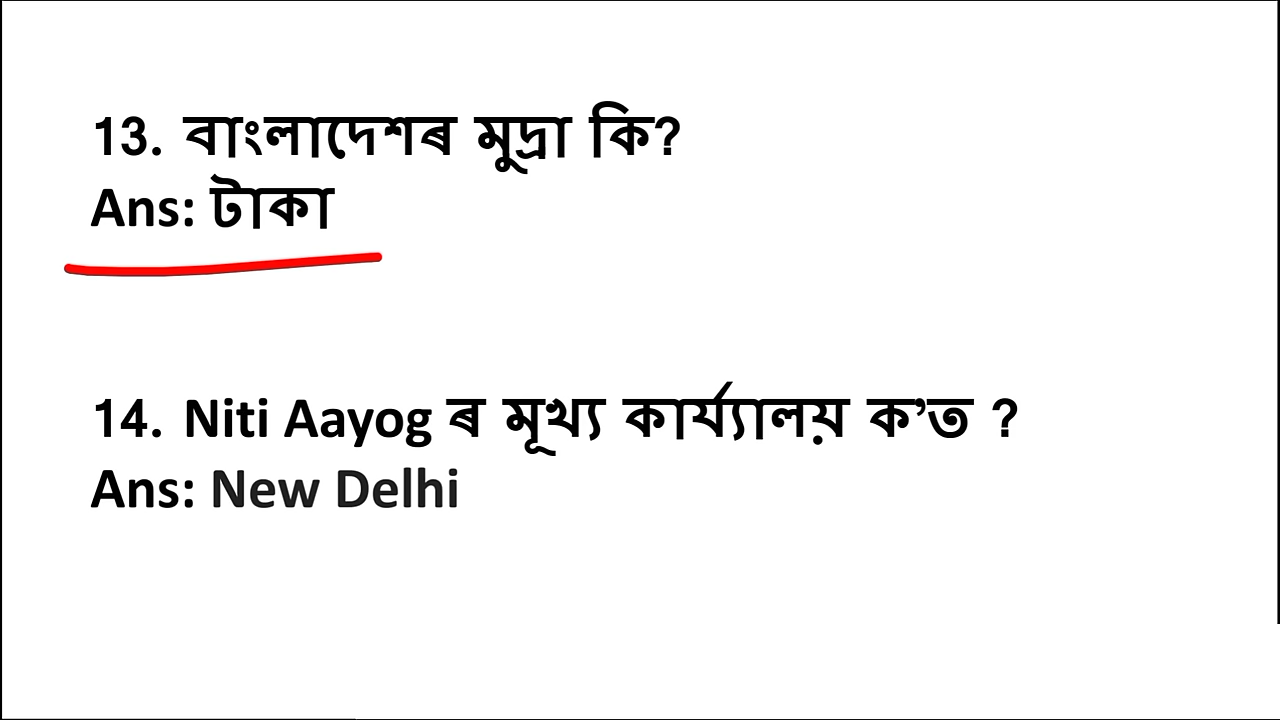 13. বাংলাদেশৰ মুদ্ৰা কি?
Ans: টাকা
14. Niti Aayog ৰ মূখ্য কাৰ্য্যালয় ক’ত ?
Ans: New Delhi